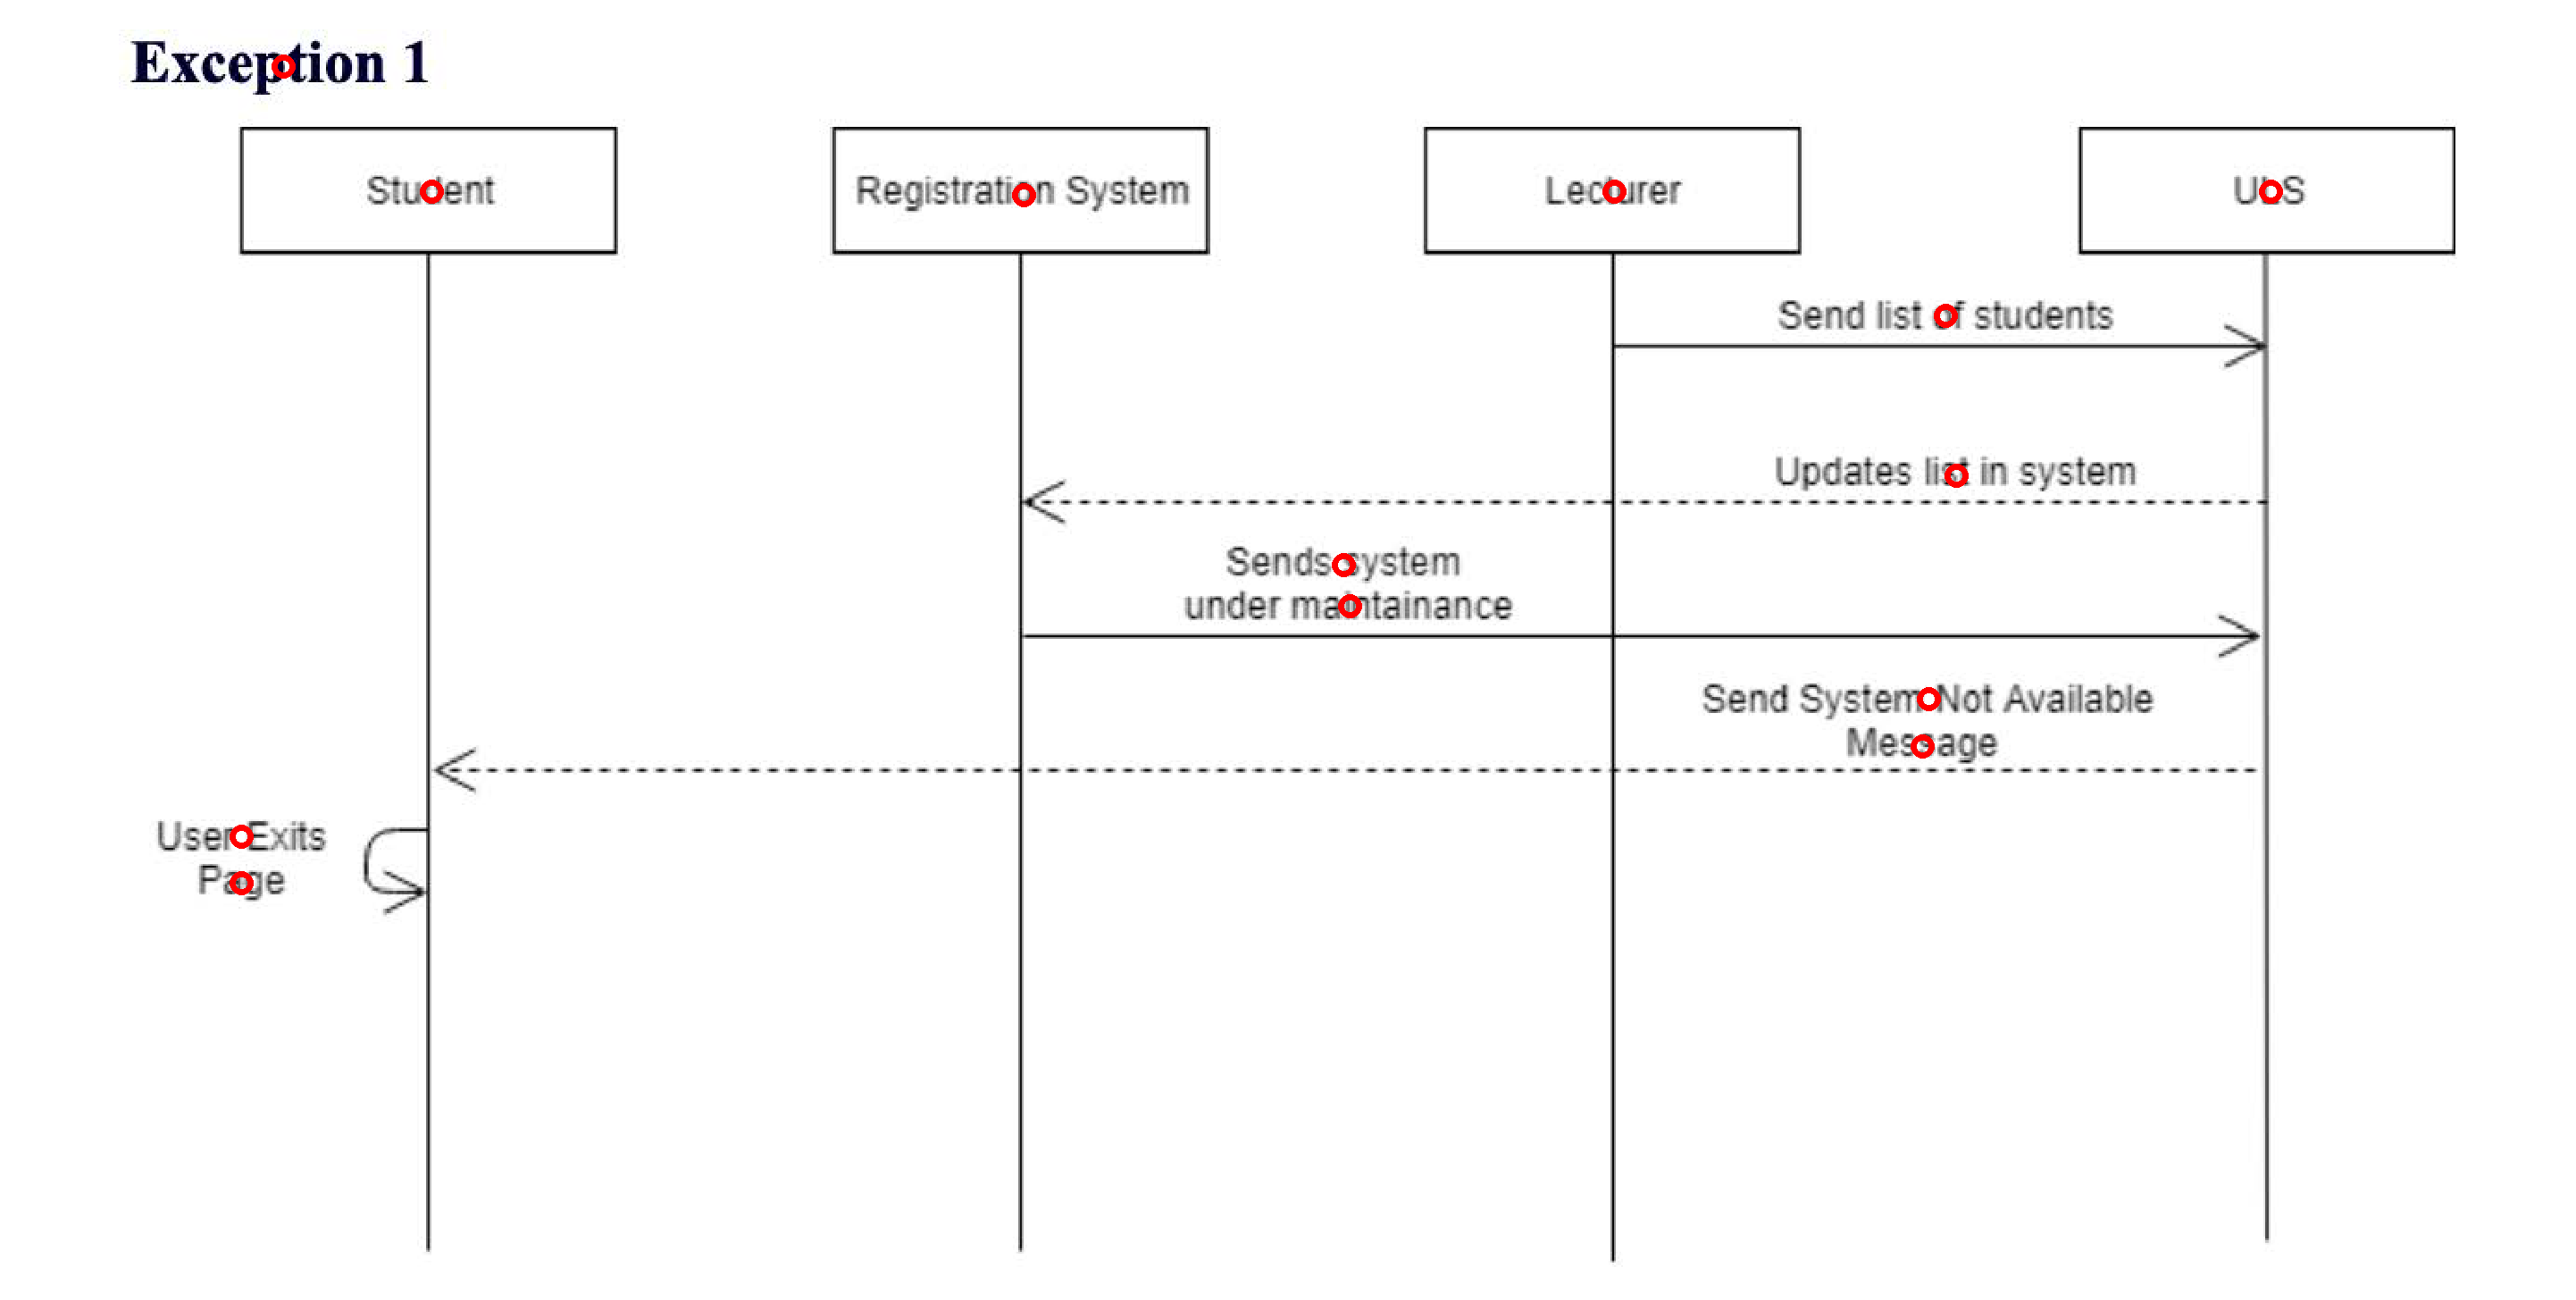 Exception 1
Student
Registration System
Lecturer
ULS
Send list of students
Updates list in system
Sends system
under maintainance
Send System Not Available
Message
User Exits
Page